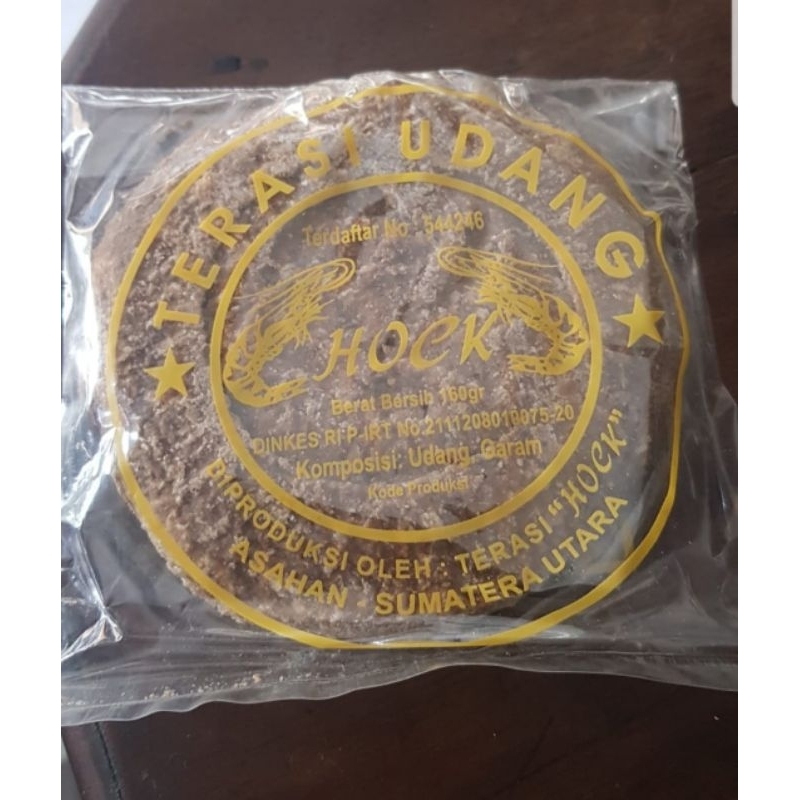 TERASI UDANG
Terdaftar No : 544246
HOCK
Berat Bersih 160gr
DINKES RI P-IRT No.2111208019075-20
Komposisi: Udang, Garam
Kode Produksi
DIPRODUKSI OLEH : TERASI "HOCK"
ASAHAN - SUMATERA UTARA